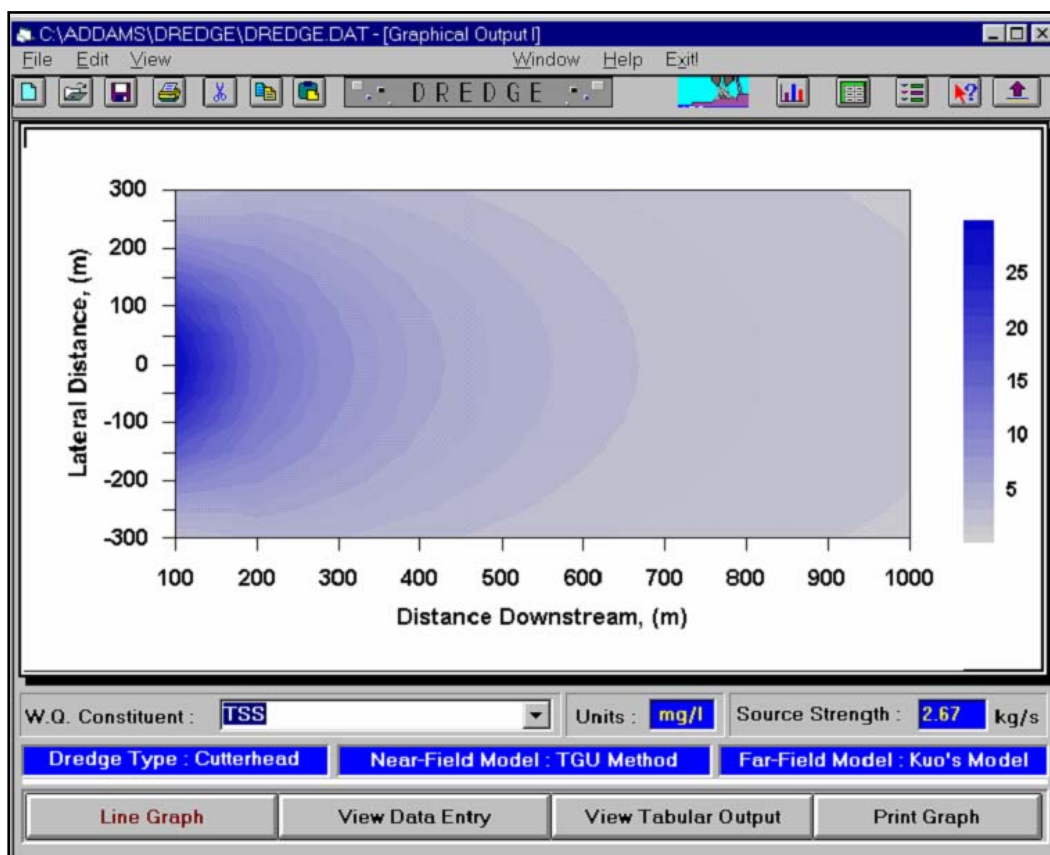 C:\ADDAMS\DREDGE\DREDGE.DAT - [Graphical Output I]
File Edit View Window Help Exit!
DREDGE
300
200
100
0
-100
-200
-300
Lateral Distance, (m)
100 200 300 400 500 600 700 800 900 1000
Distance Downstream, (m)
25
20
15
10
5
W.Q. Constituent : TSS Units : mg/l Source Strength : 2.67 kg/s
Dredge Type : Cutterhead Near-Field Model : TGU Method Far-Field Model : Kuo's Model
Line Graph View Data Entry View Tabular Output Print Graph